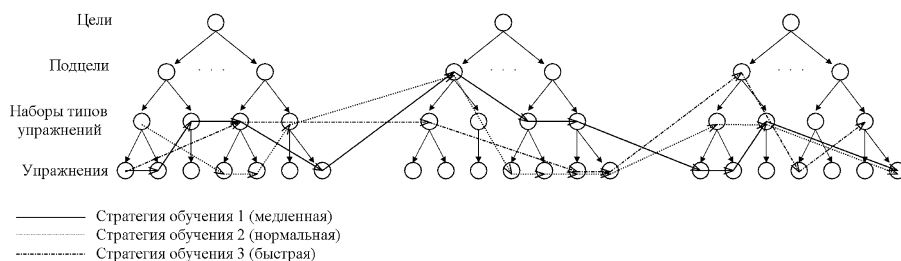 Цели
Подцели
Наборы типов
упражнений
Упражнения
Стратегия обучения 1 (медленная)
Стратегия обучения 2 (нормальная)
Стратегия обучения 3 (быстрая)